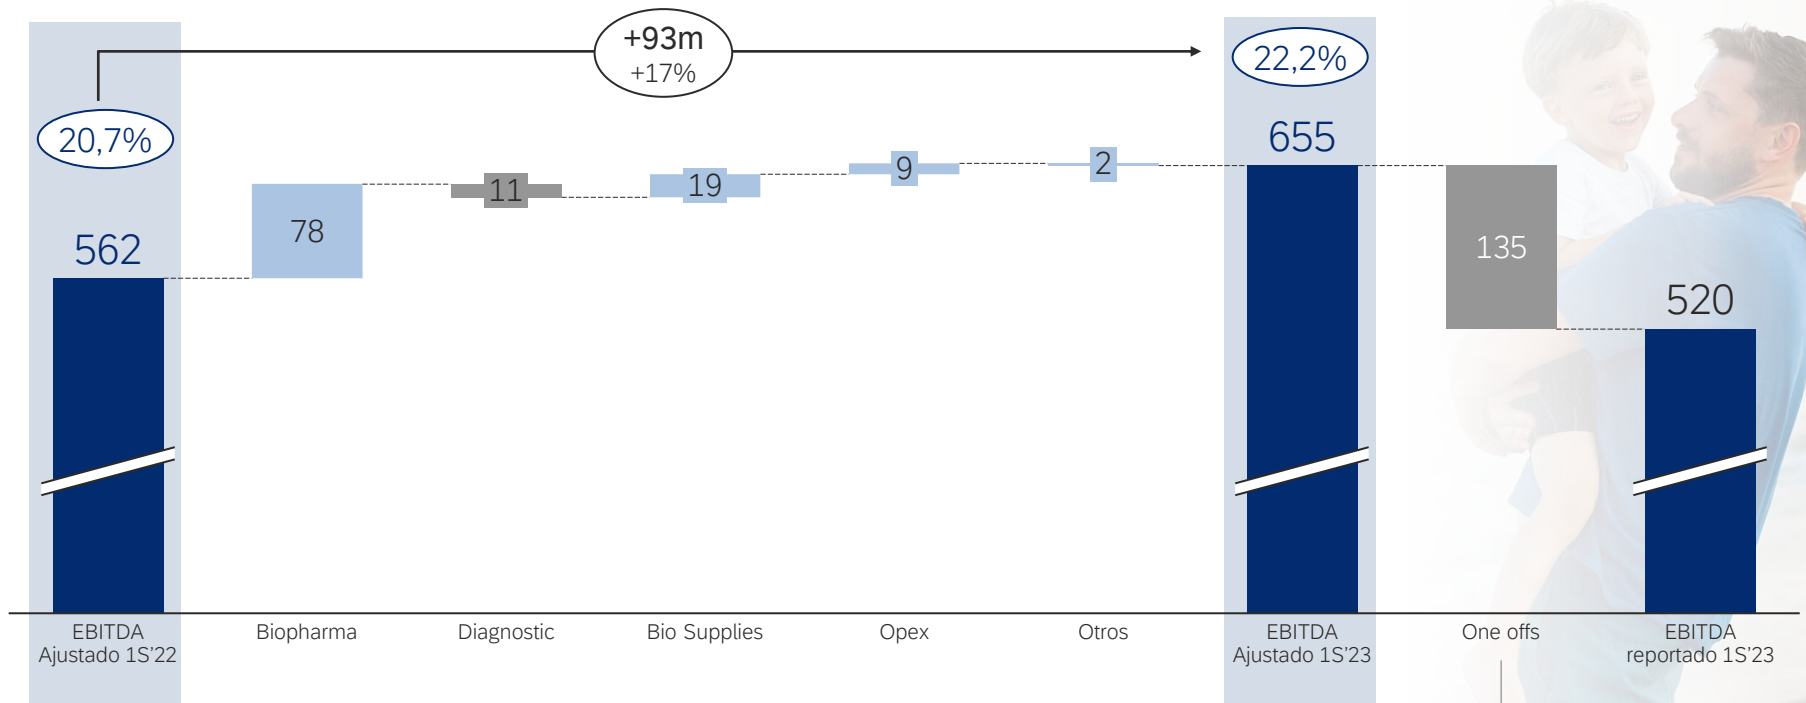 +93m
+17%
20,7%
22,2%
562
78
11
19
9
2
655
135
520
EBITDA
Ajustado 1S'22
Biopharma
Diagnostic
Bio Supplies
Opex
Otros
EBITDA
Ajustado 1S'23
One offs
EBITDA
reportado 1S'23